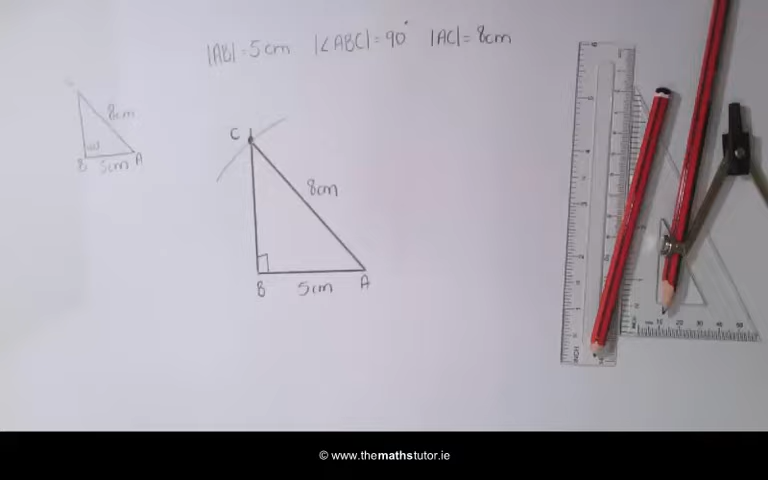 |AB| = 5cm |∠ABC| = 90° |AC| = 8cm
8cm
B 5cm A
C
8cm
B 5cm A
© www.themathstutor.ie